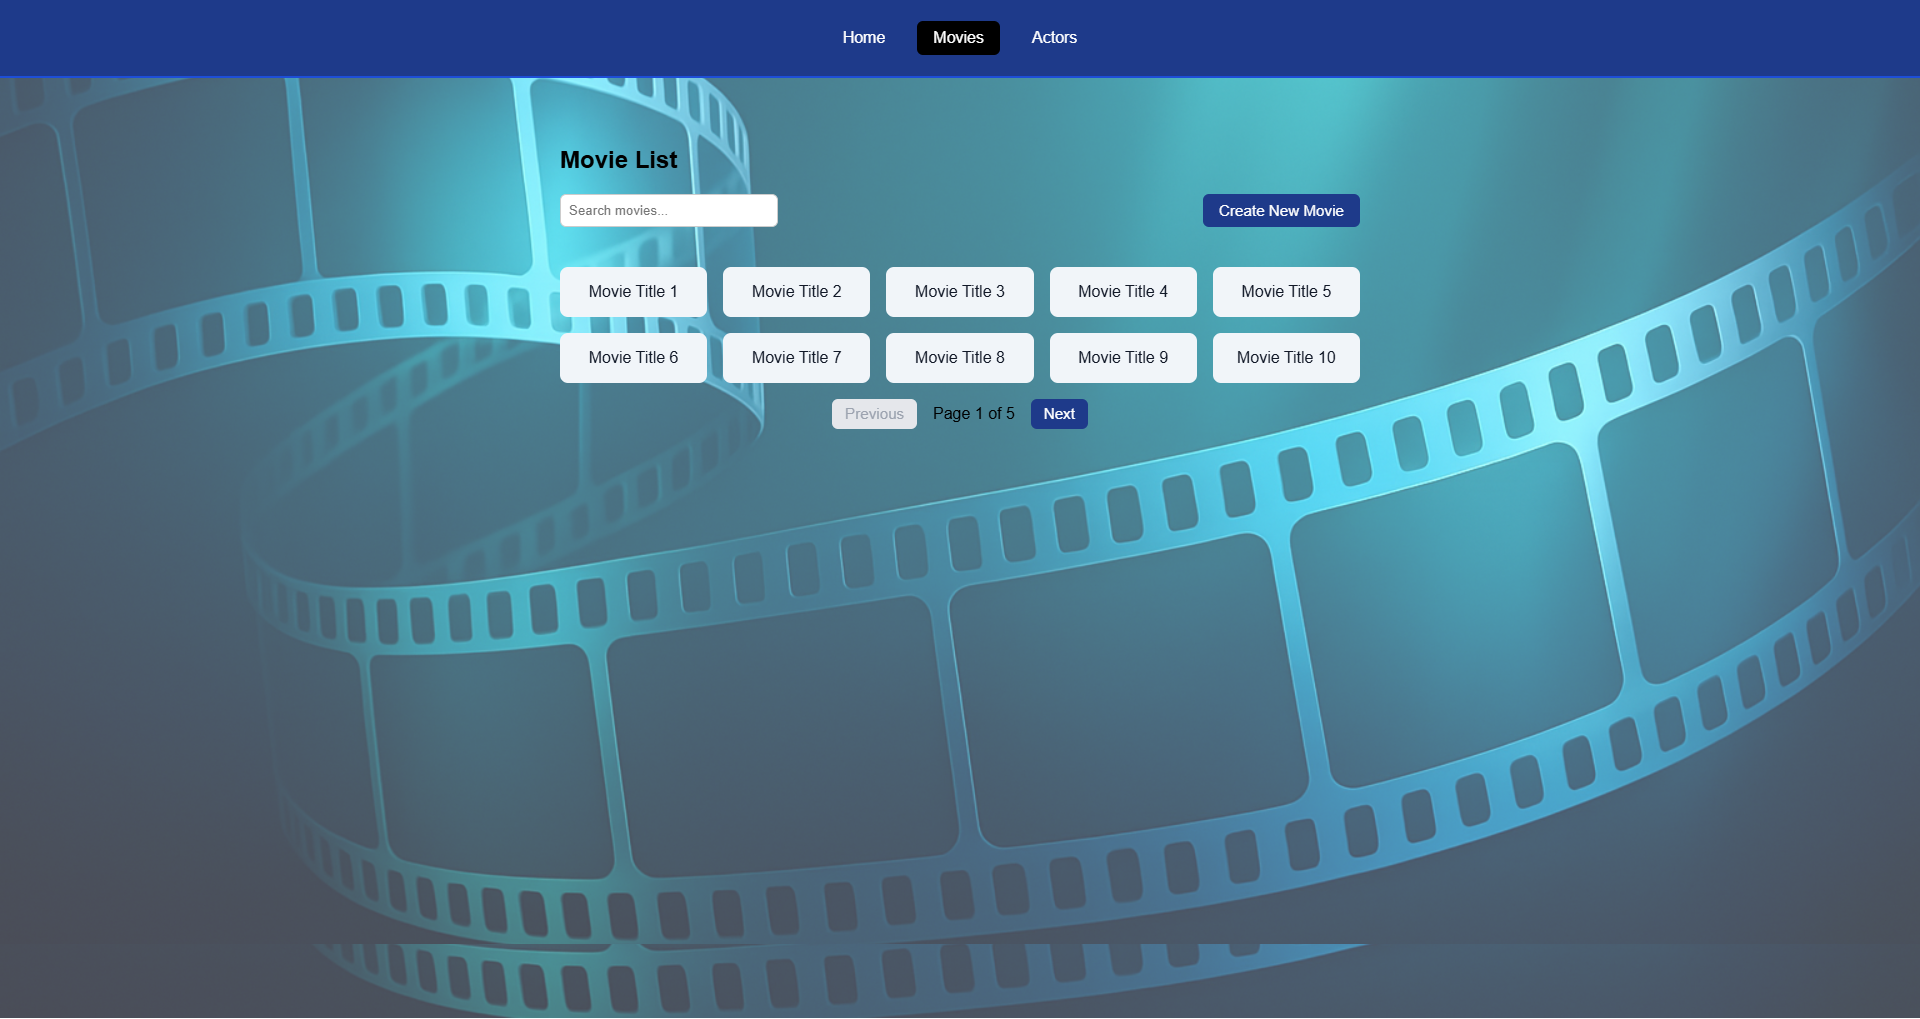 Home Movies Actors
Movie List
Search movies...
Create New Movie
Movie Title 1 Movie Title 2 Movie Title 3 Movie Title 4 Movie Title 5
Movie Title 6 Movie Title 7 Movie Title 8 Movie Title 9 Movie Title 10
Previous Page 1 of 5 Next